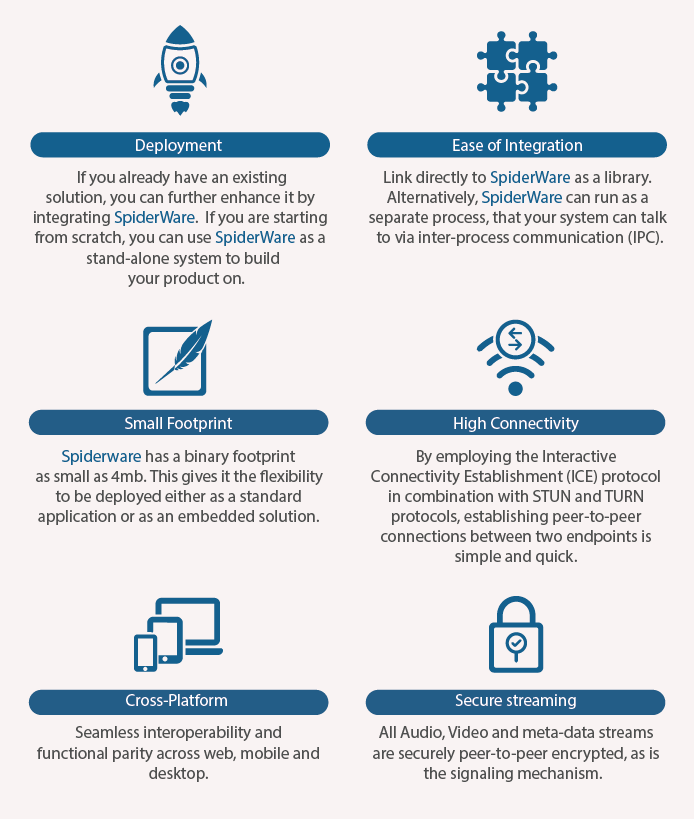 Deployment
If you already have an existing
solution, you can further enhance it by
integrating SpiderWare. If you are starting
from scratch, you can use SpiderWare as a
stand-alone system to build
your product on.
Ease of Integration
Link directly to SpiderWare as a library.
Alternatively, SpiderWare can run as a
separate process, that your system can talk
to via inter-process communication (IPC).
Small Footprint
Spiderware has a binary footprint
as small as 4mb. This gives it the flexibility
to be deployed either as a standard
application or as an embedded solution.
High Connectivity
By employing the Interactive
Connectivity Establishment (ICE) protocol
in combination with STUN and TURN
protocols, establishing peer-to-peer
connections between two endpoints is
simple and quick.
Cross-Platform
Seamless interoperability and
functional parity across web, mobile and
desktop.
Secure streaming
All Audio, Video and meta-data streams
are securely peer-to-peer encrypted, as is
the signaling mechanism.